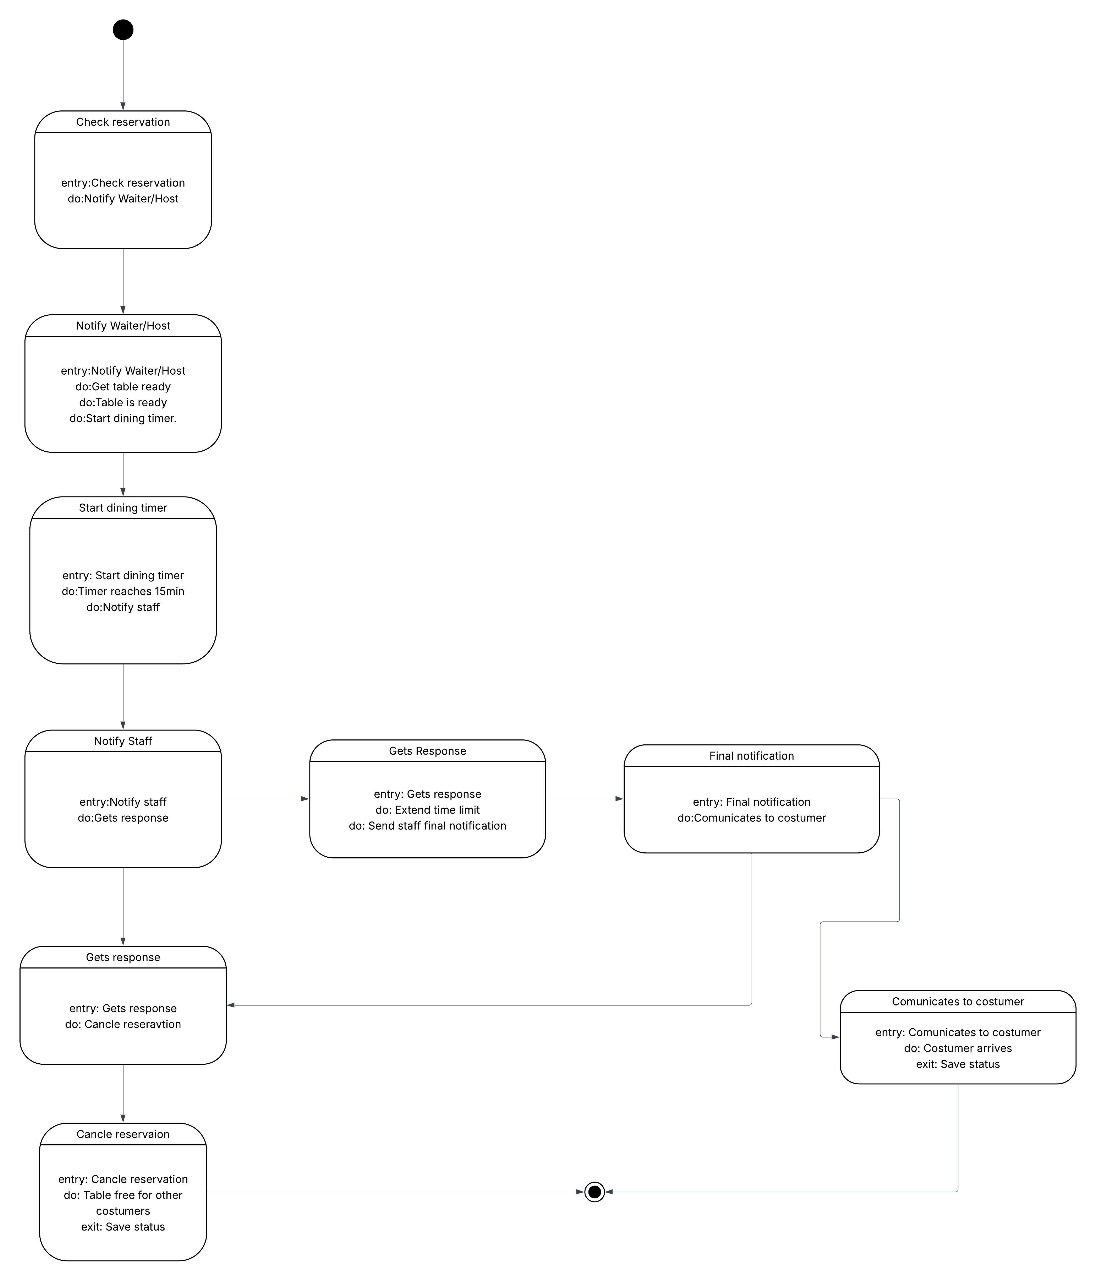 Check reservation
entry:Check reservation
do:Notify Waiter/Host
Notify Waiter/Host
entry:Notify Waiter/Host
do:Get table ready
do:Table is ready
do:Start dining timer.
Start dining timer
entry: Start dining timer
do:Timer reaches 15min
do:Notify staff
Notify Staff
entry:Notify staff
do:Gets response
Gets Response
entry: Gets response
do: Extend time limit
do: Send staff final notification
Final notification
entry: Final notification
do:Comunicates to costumer
Gets response
entry: Gets response
do: Cancle reseravtion
Comunicates to costumer
entry: Comunicates to costumer
do: Costumer arrives
exit: Save status
Cancle reservaion
entry: Cancle reservation
do: Table free for other
costumers
exit: Save status